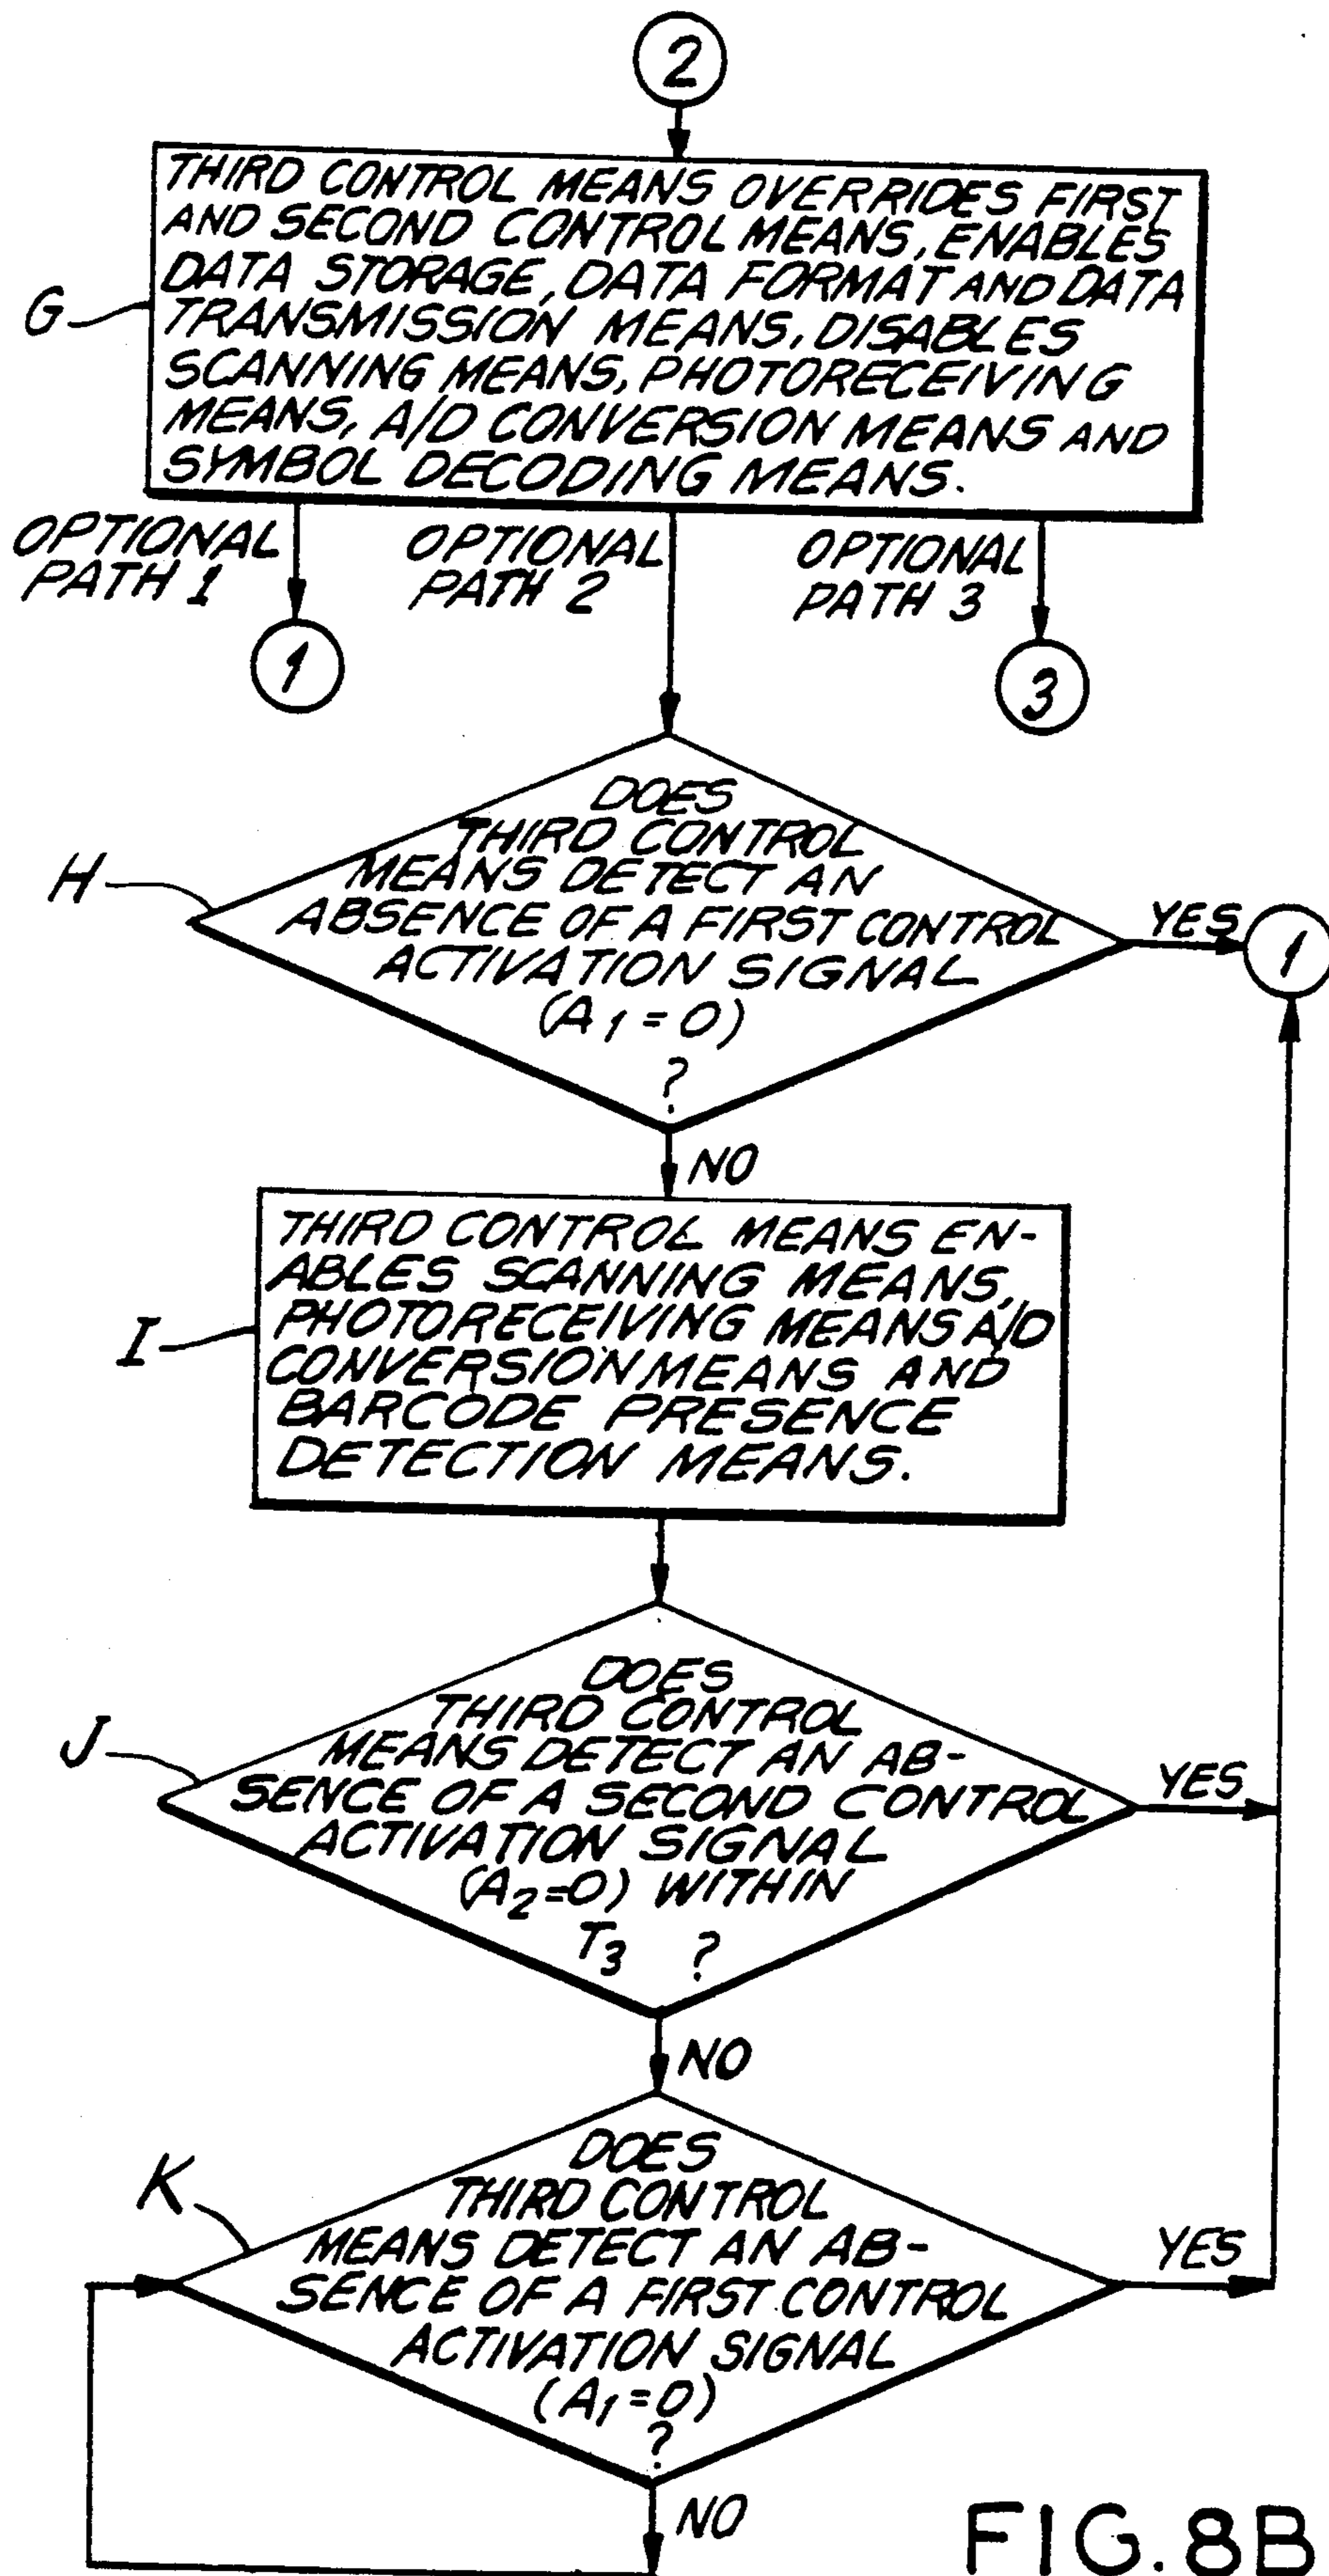 2
THIRD CONTROL MEANS OVERRIDES FIRST
AND SECOND CONTROL MEANS, ENABLES
DATA STORAGE, DATA FORMAT AND DATA
TRANSMISSION MEANS, DISABLES
SCANNING MEANS, PHOTORECEIVING
MEANS, A/D CONVERSION MEANS AND
SYMBOL DECODING MEANS.
G
OPTIONAL
PATH 1
OPTIONAL
PATH 2
OPTIONAL
PATH 3
1
3
DOES
THIRD CONTROL
MEANS DETECT AN
ABSENCE OF A FIRST CONTROL
ACTIVATION SIGNAL
(A1 = 0)
?
H
YES
1
NO
THIRD CONTROL MEANS EN-
ABLES SCANNING MEANS,
PHOTORECEIVING MEANS A/D
CONVERSION MEANS AND
BARCODE PRESENCE
DETECTION MEANS.
I
DOES
THIRD CONTROL
MEANS DETECT AN AB-
SENCE OF A SECOND CONTROL
ACTIVATION SIGNAL
(A2=0) WITHIN
T3 ?
J
YES
NO
DOES
THIRD CONTROL
MEANS DETECT AN AB-
SENCE OF A FIRST CONTROL
ACTIVATION SIGNAL
(A1=0)
?
K
YES
NO
FIG. 8B